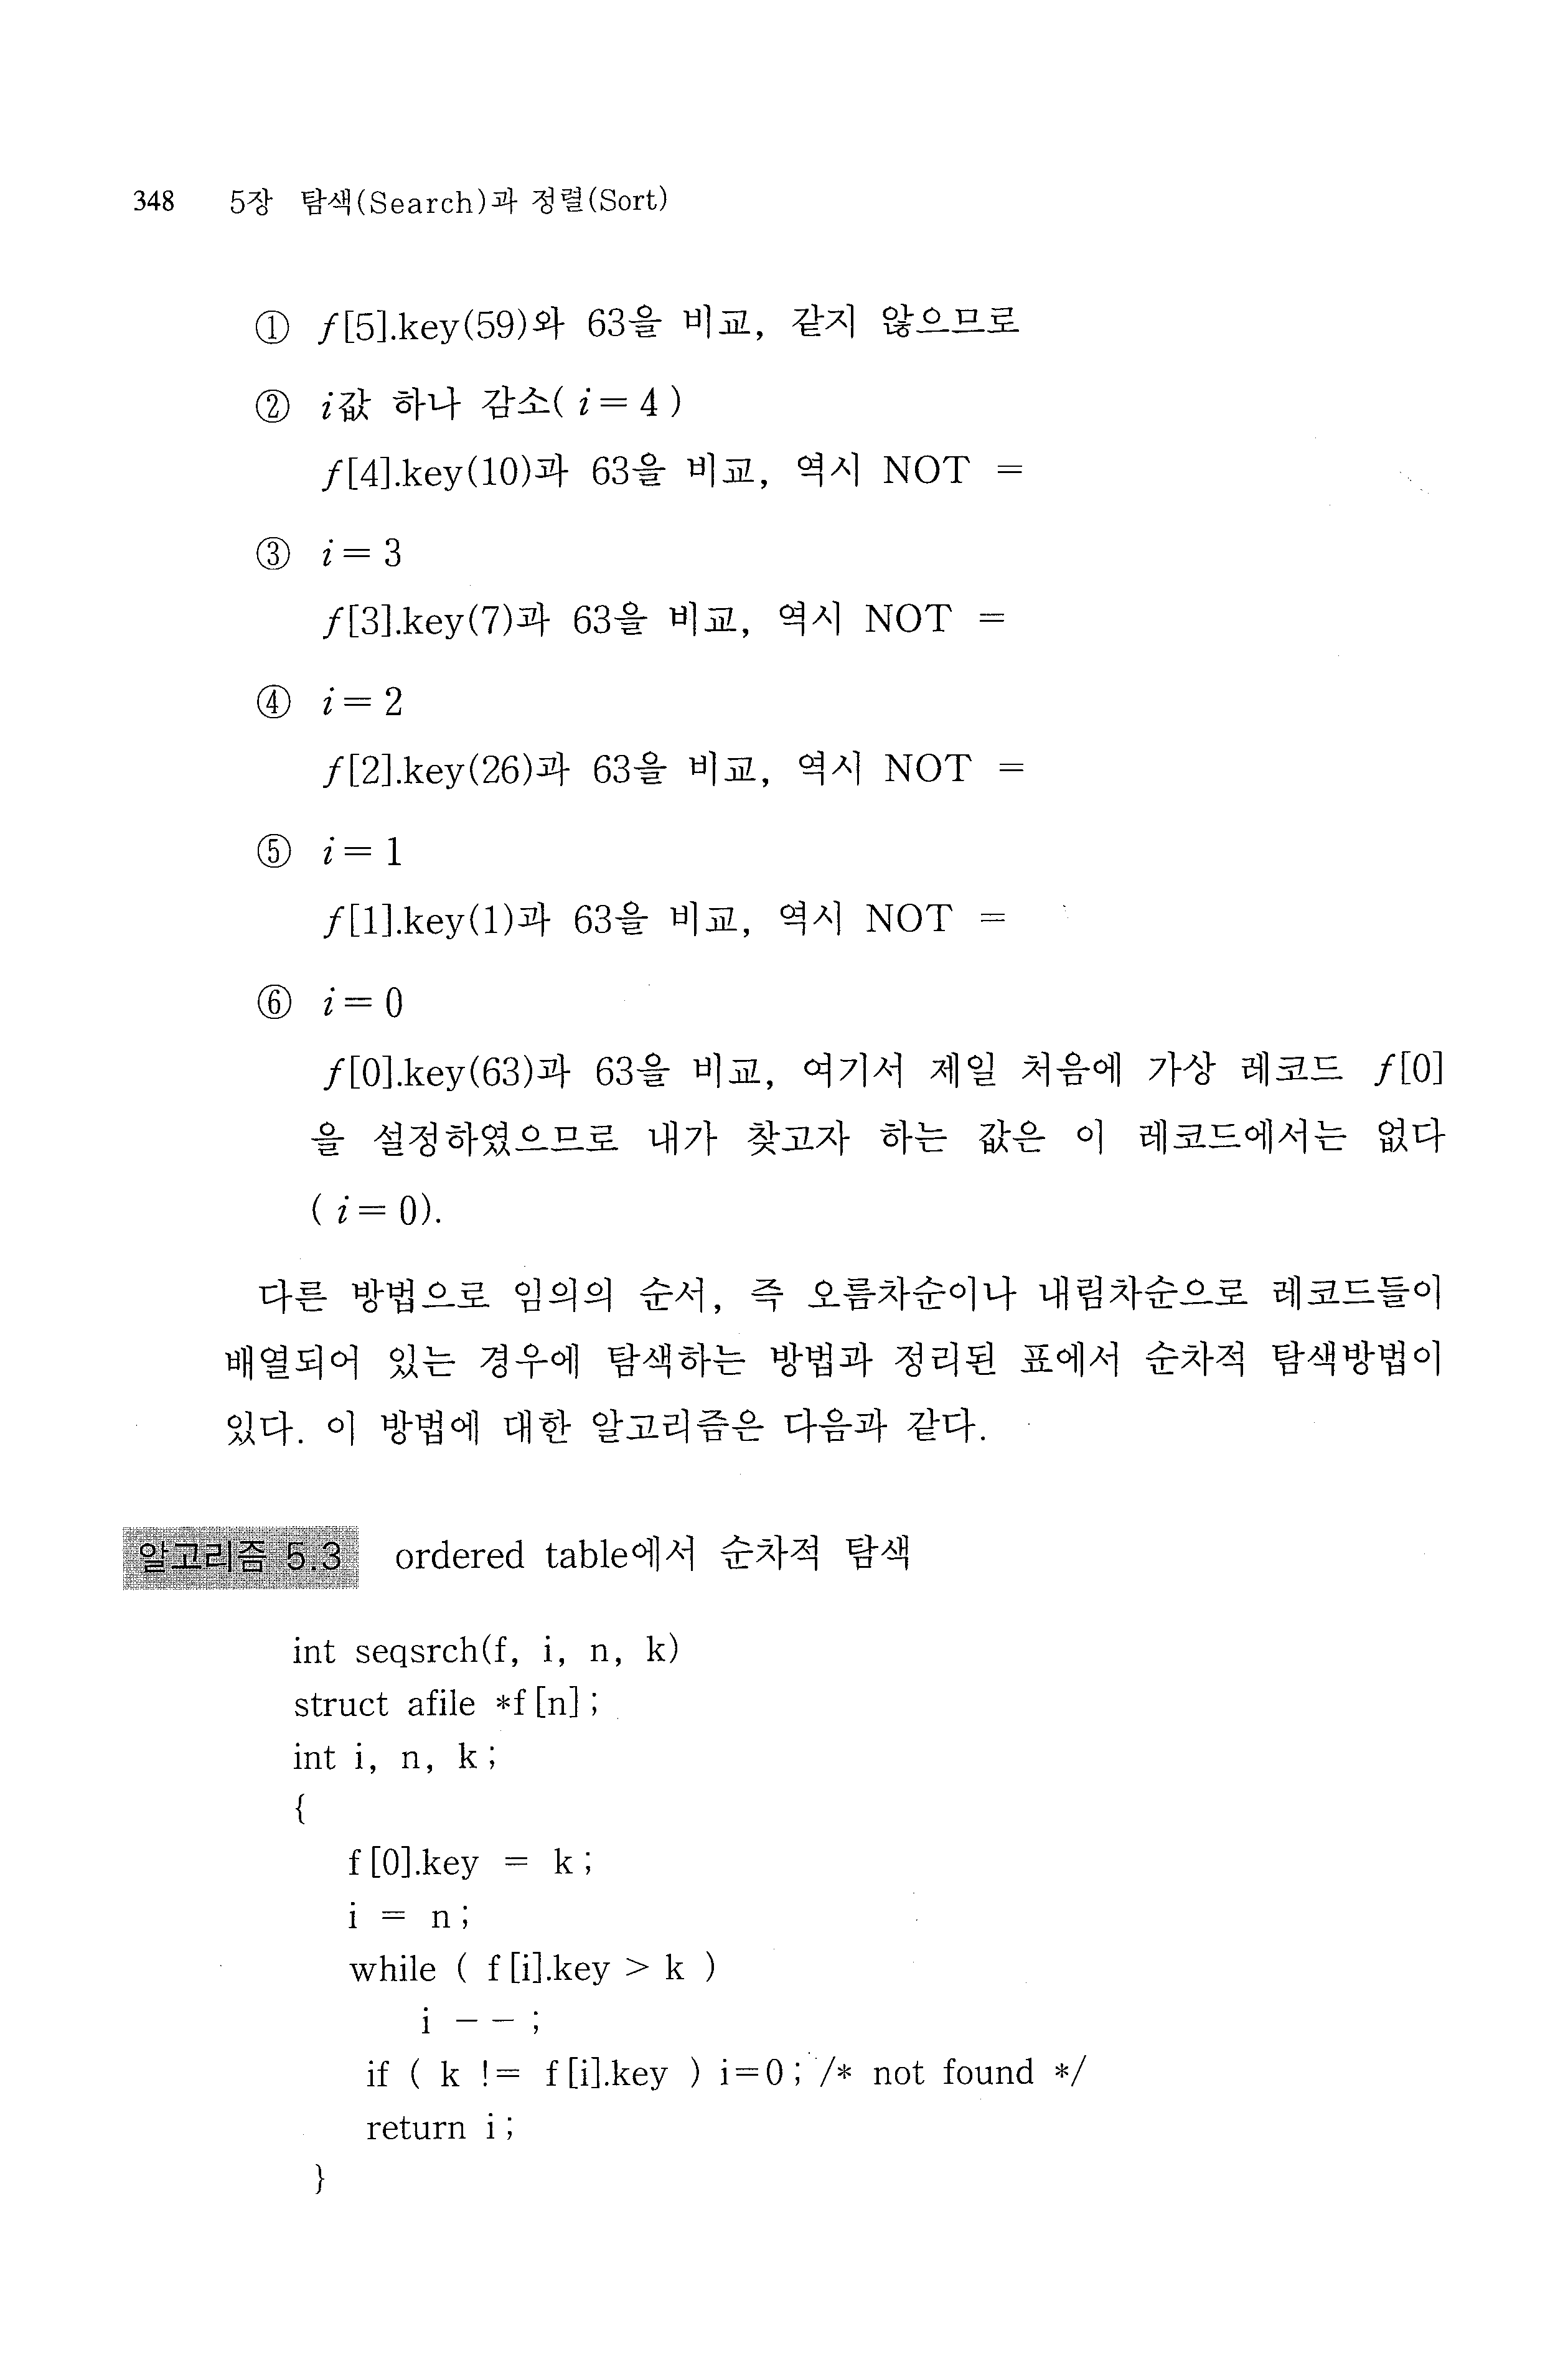 348 5장 탐색(Search)과 정렬(Sort)
① f[5].key(59)와 63을 비교, 같지 않으므로
② i값 하나 감소( i = 4 )
f[4].key(10)과 63을 비교, 역시 NOT =
③ i = 3
f[3].key(7)과 63을 비교, 역시 NOT =
④ i = 2
f[2].key(26)과 63을 비교, 역시 NOT =
⑤ i = 1
f[1].key(1)과 63을 비교, 역시 NOT =
⑥ i = 0
f[0].key(63)과 63을 비교, 여기서 제일 처음에 가상 레코드 f[0]
을 설정하였으므로 내가 찾고자 하는 값은 이 레코드에서는 없다
( i = 0).
다른 방법으로 임의의 순서, 즉 오름차순이나 내림차순으로 레코드들이
배열되어 있는 경우에 탐색하는 방법과 정리된 표에서 순차적 탐색방법이
있다. 이 방법에 대한 알고리즘은 다음과 같다.
알고리즘 5.3 ordered table에서 순차적 탐색
int seqsrch(f, i, n, k)
struct afile *f[n];
int i, n, k;
{
f[0].key = k;
i = n;
while ( f[i].key > k )
i - - ;
if ( k != f[i].key ) i=0; /* not found */
return i;
}